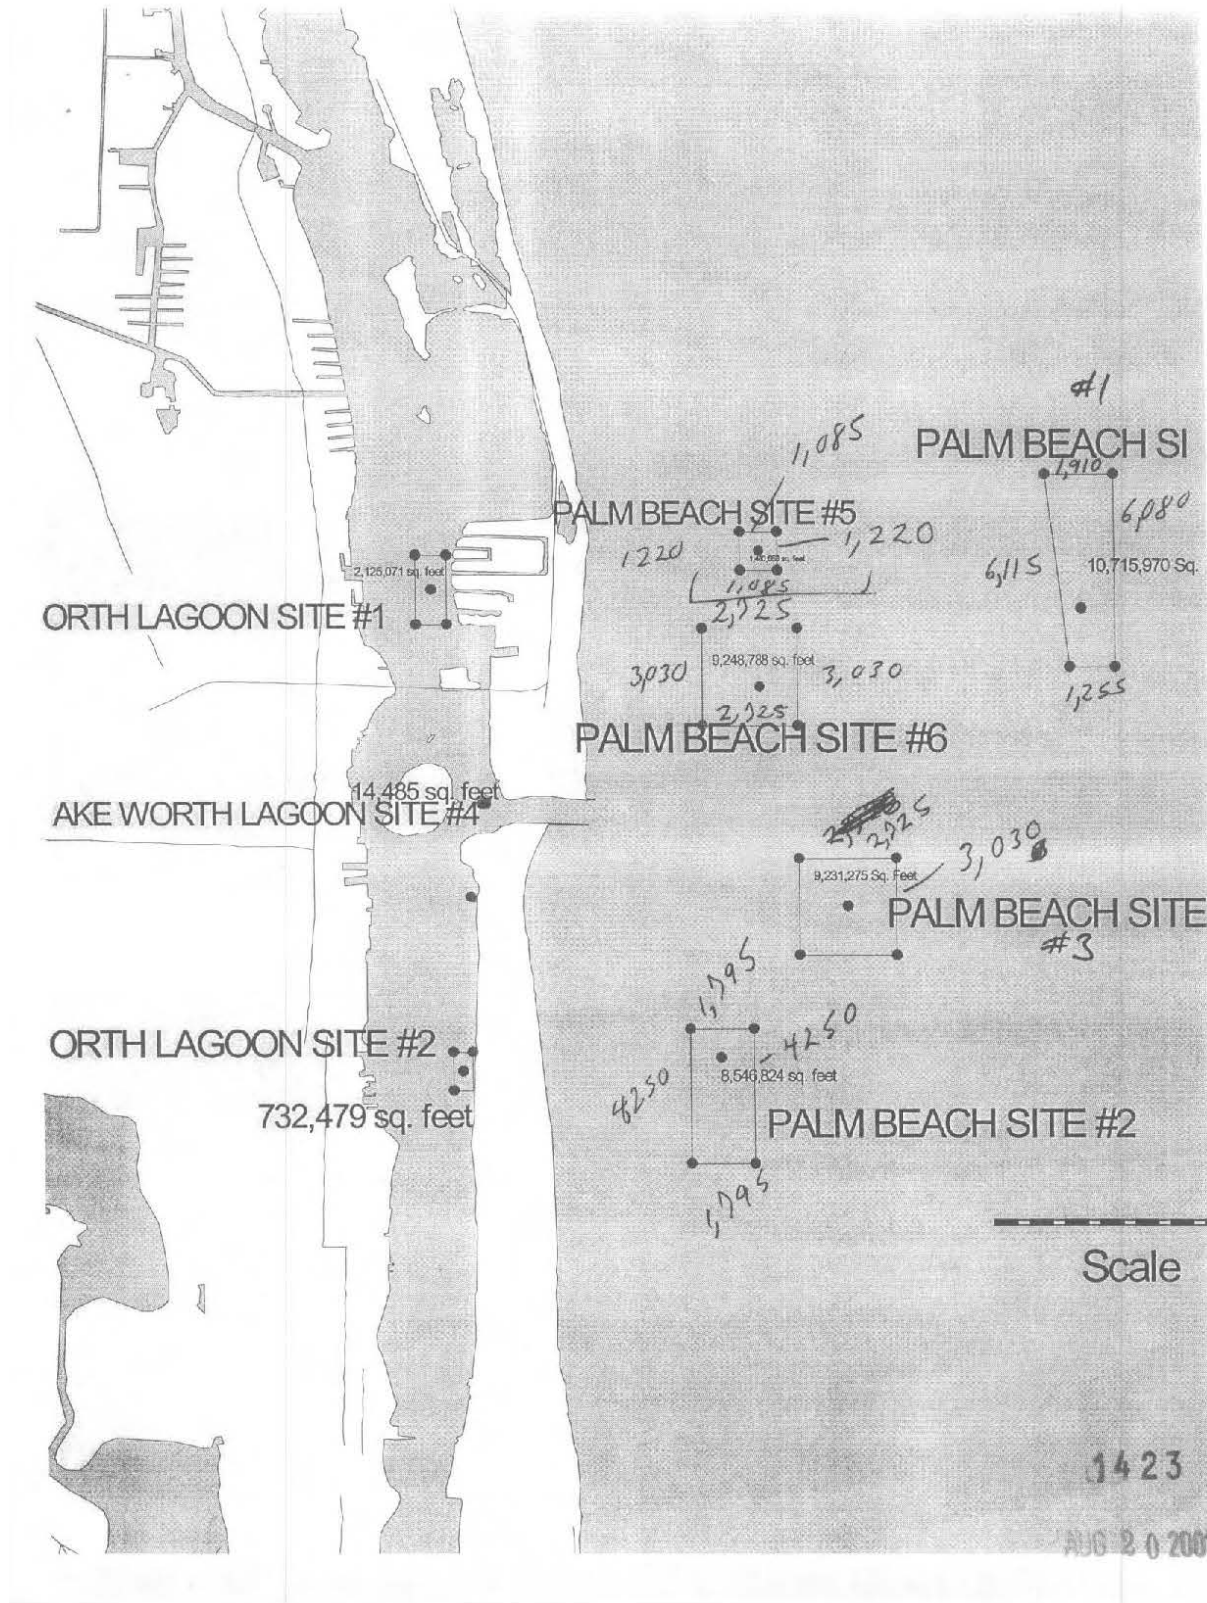 #1
PALM BEACH SI
1,910
1,085
6,080
PALM BEACH SITE #5
1220
1,220
6,115
10,715,970 Sq.
2,125,071 sq. feet
1,085
ORTH LAGOON SITE #1
2,725
3,030
9,248,788 sq. feet
3,030
1,255
2,725
PALM BEACH SITE #6
14,485 sq. feet
AKE WORTH LAGOON SITE #4
2,725
3,030
9,231,275 Sq. Feet
PALM BEACH SITE
#3
1,795
ORTH LAGOON SITE #2
4250
8,546,824 sq. feet
4250
732,479 sq. feet
PALM BEACH SITE #2
1,795
Scale
1423
AUG 20 200